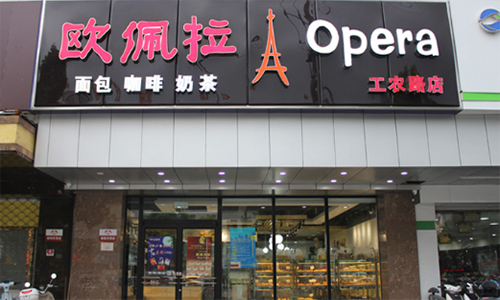 欧佩拉 Opera
面包 咖啡 奶茶 工农路店